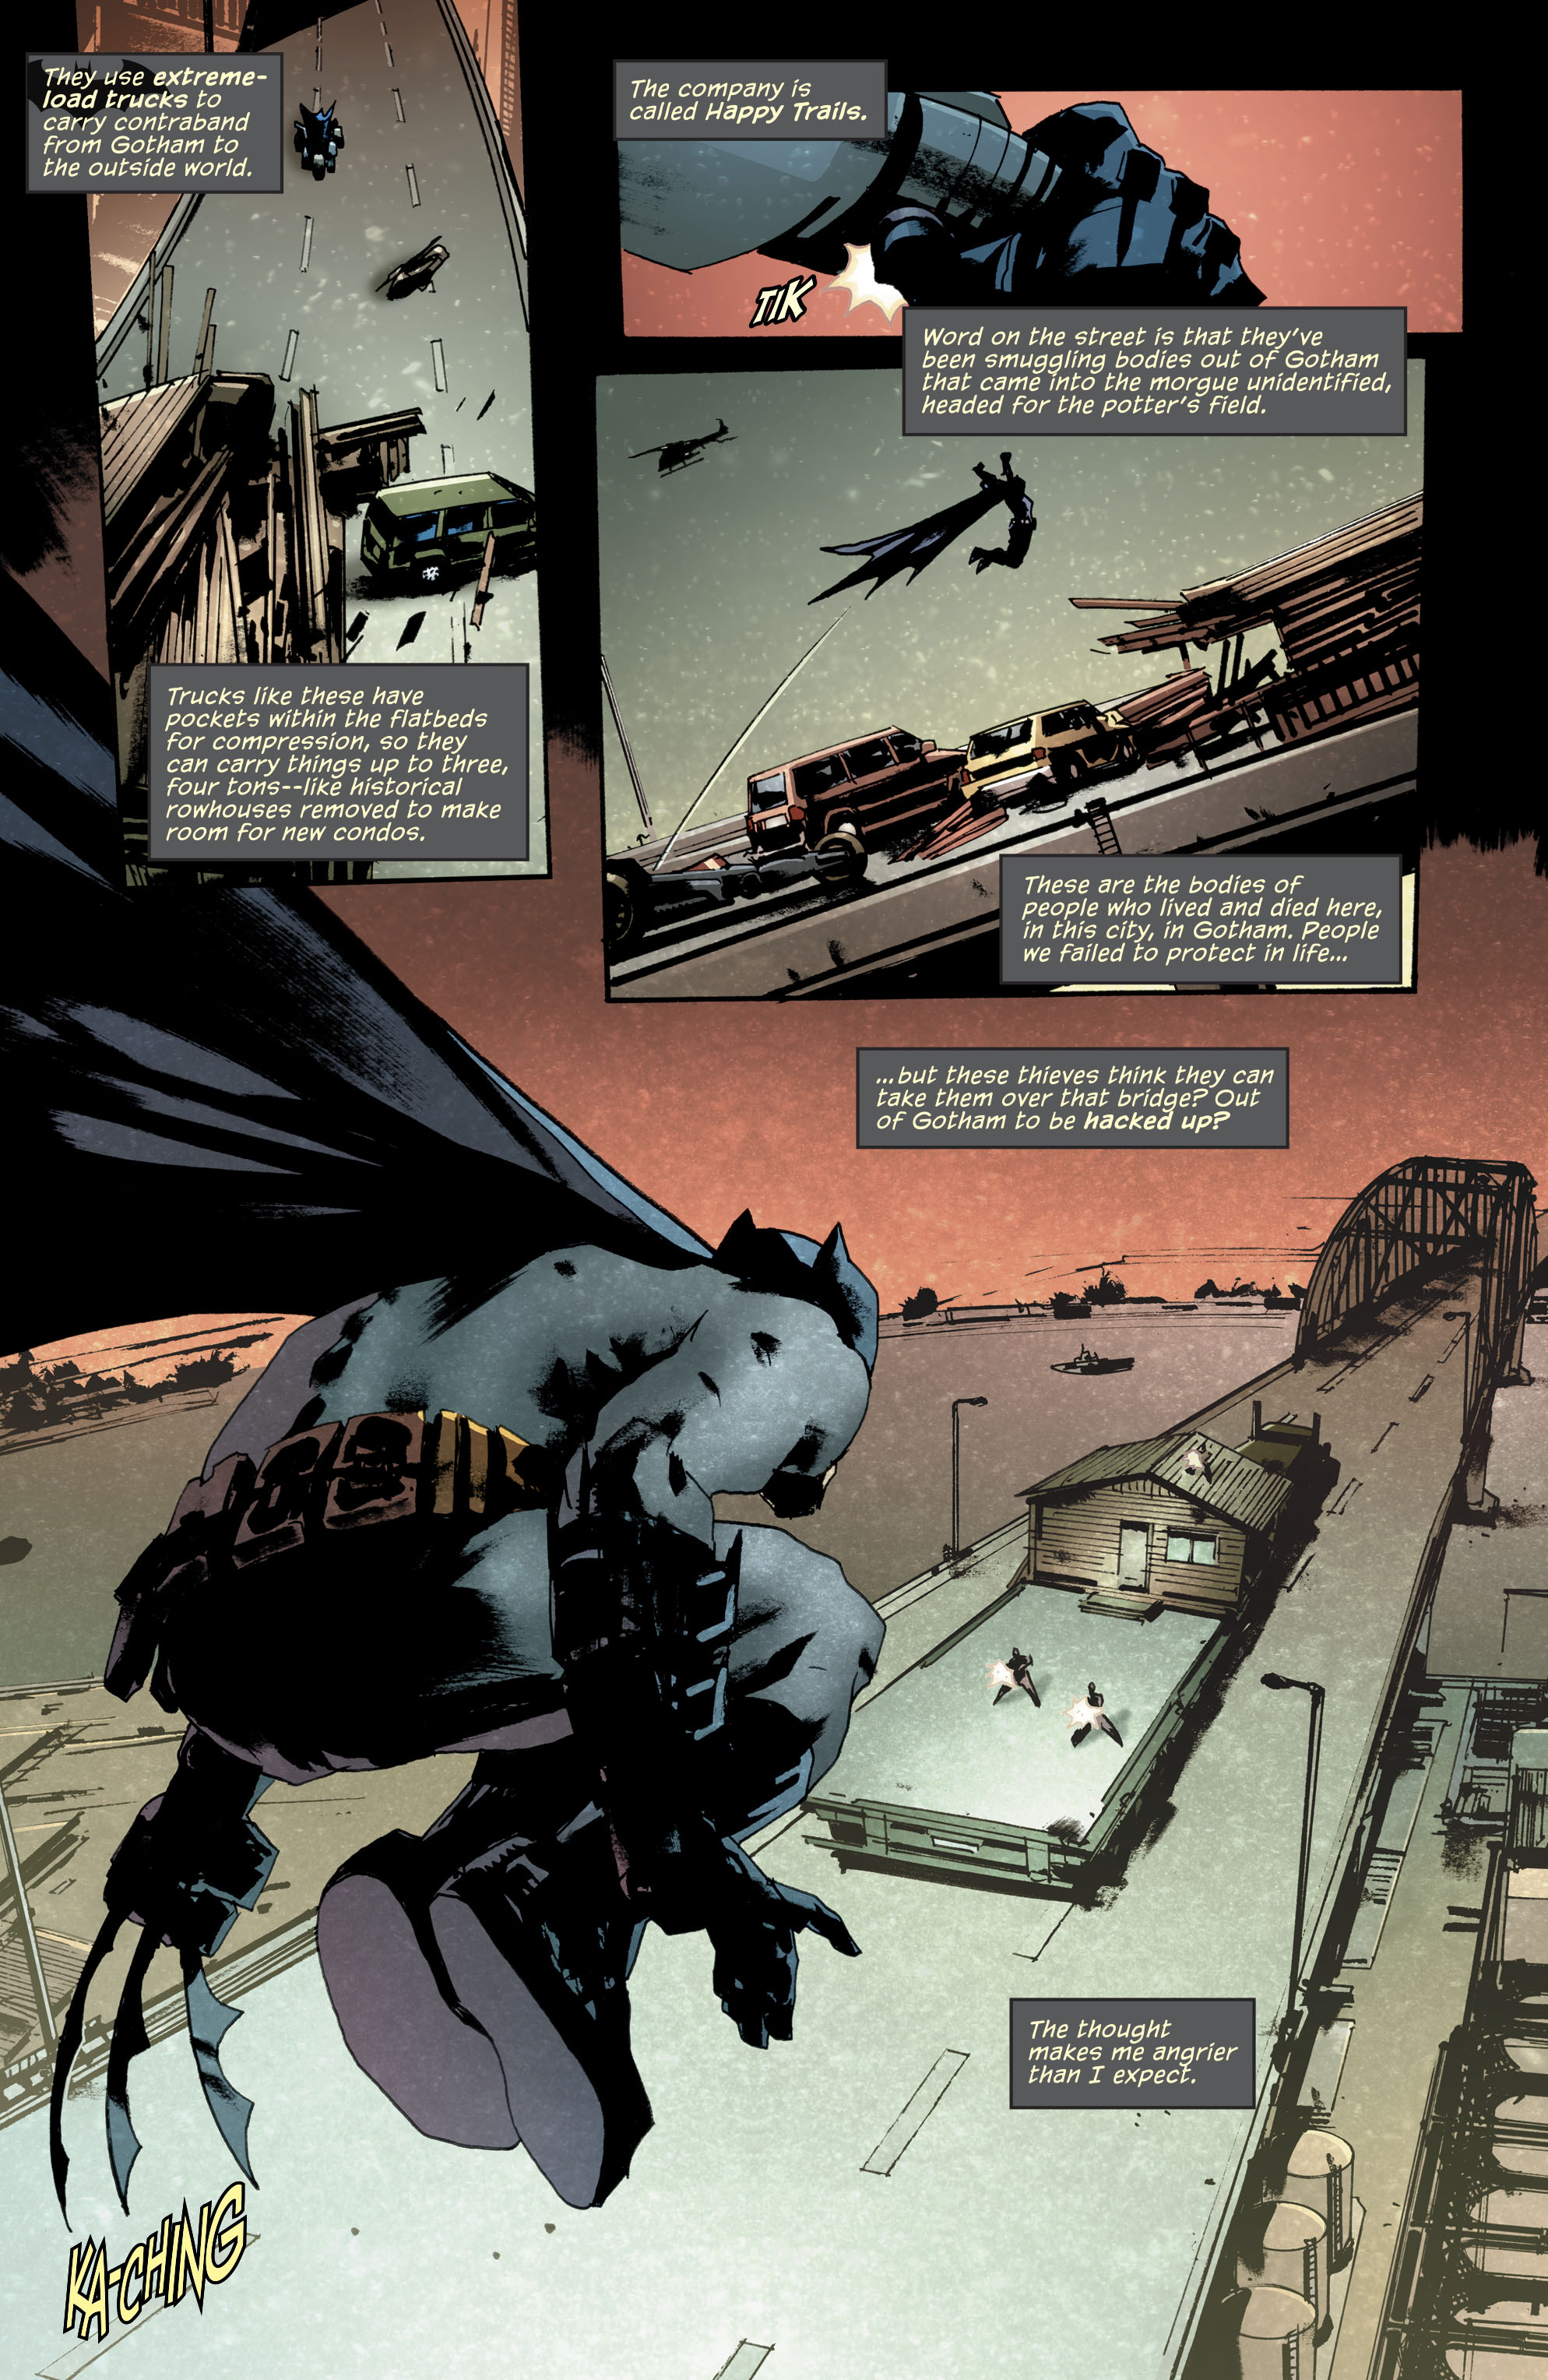 They use extreme-
load trucks to
carry contraband
from Gotham to
the outside world.
Trucks like these have
pockets within the flatbeds
for compression, so they
can carry things up to three,
four tons--like historical
rowhouses removed to make
room for new condos.
The company is
called Happy Trails.
TIK
Word on the street is that they've
been smuggling bodies out of Gotham
that came into the morgue unidentified,
headed for the potter's field.
These are the bodies of
people who lived and died here,
in this city, in Gotham. People
we failed to protect in life...
...but these thieves think they can
take them over that bridge? Out
of Gotham to be hacked up?
The thought
makes me angrier
than I expect.
KA-CHING